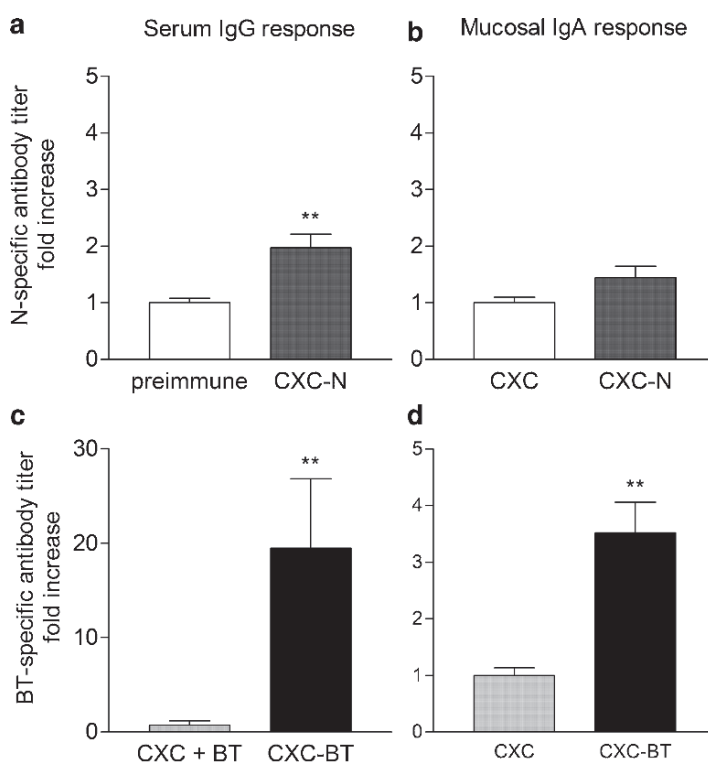 a Serum IgG response
b Mucosal IgA response
N-specific antibody titer
fold increase
5
4
3
2
1
0
**
preimmune CXC-N
5
4
3
2
1
0
CXC CXC-N
c
BT-specific antibody titer
fold increase
30
20
10
0
**
CXC + BT CXC-BT
d
5
4
3
2
1
0
**
CXC CXC-BT